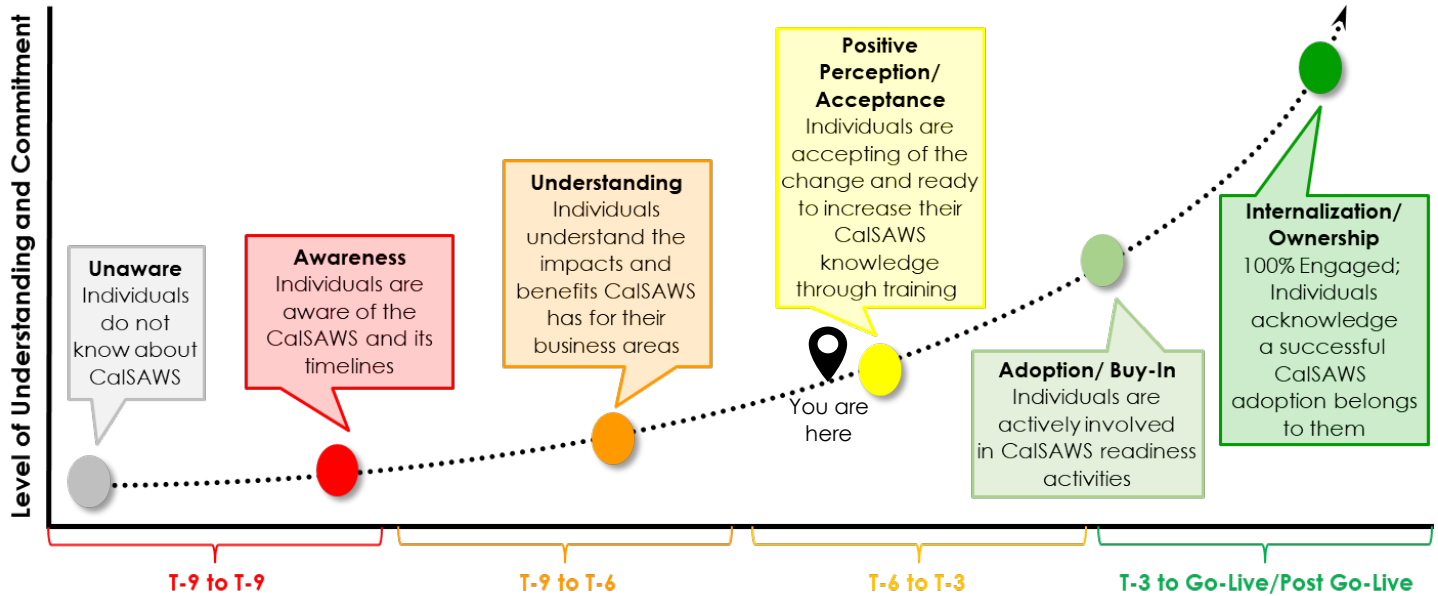 Level of Understanding and Commitment
Unaware
Individuals
do not
know about
CalSAWS
Awareness
Individuals are
aware of the
CalSAWS and its
timelines
Understanding
Individuals
understand the
impacts and
benefits CalSAWS
has for their
business areas
Positive
Perception/
Acceptance
Individuals are
accepting of the
change and ready
to increase their
CalSAWS
knowledge
through training
You are
here
Adoption/ Buy-In
Individuals are
actively involved
in CalSAWS readiness
activities
Internalization/
Ownership
100% Engaged;
Individuals
acknowledge
a successful
CalSAWS
adoption belongs
to them
T-9 to T-9
T-9 to T-6
T-6 to T-3
T-3 to Go-Live/Post Go-Live